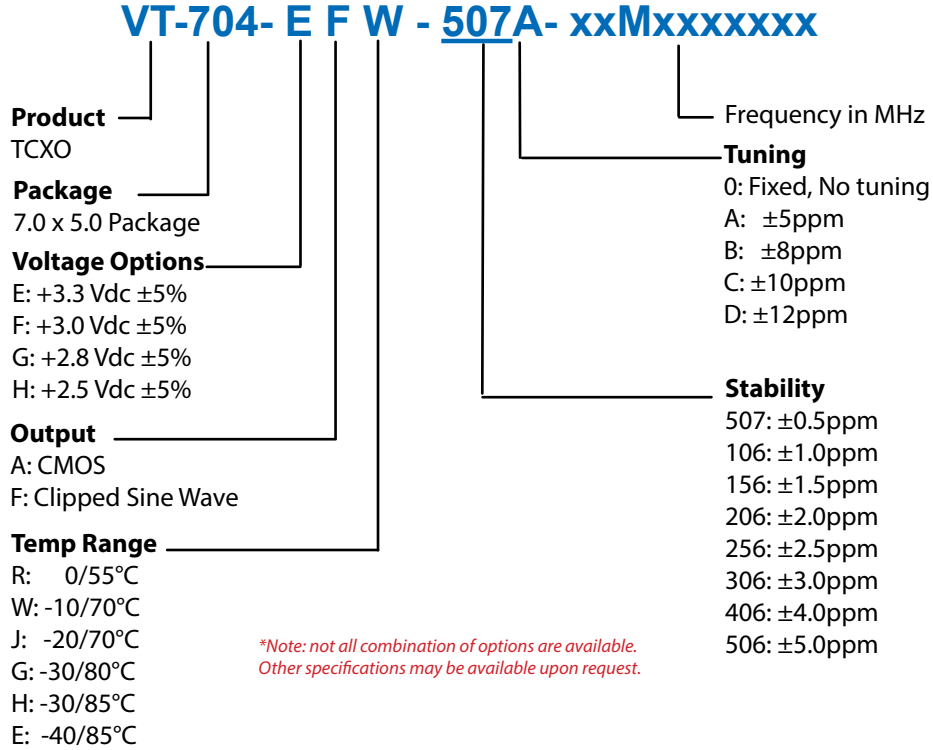 VT-704- E F W - 507A- xxMxxxxxxx
Product
TCXO
Package
7.0 x 5.0 Package
Voltage Options
E: +3.3 Vdc ±5%
F: +3.0 Vdc ±5%
G: +2.8 Vdc ±5%
H: +2.5 Vdc ±5%
Output
A: CMOS
F: Clipped Sine Wave
Temp Range
R: 0/55°C
W: -10/70°C
J: -20/70°C
G: -30/80°C
H: -30/85°C
E: -40/85°C
*Note: not all combination of options are available.
Other specifications may be available upon request.
Frequency in MHz
Tuning
0: Fixed, No tuning
A: ±5ppm
B: ±8ppm
C: ±10ppm
D: ±12ppm
Stability
507: ±0.5ppm
106: ±1.0ppm
156: ±1.5ppm
206: ±2.0ppm
256: ±2.5ppm
306: ±3.0ppm
406: ±4.0ppm
506: ±5.0ppm